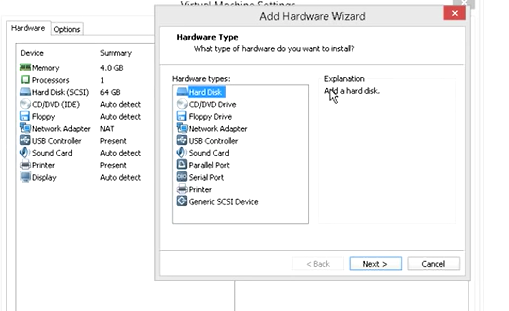 Virtual Machine Settings
Hardware Options
Device Summary
Memory 4.0 GB
Processors 1
Hard Disk (SCSI) 64 GB
CD/DVD (IDE) Auto detect
Floppy Auto detect
Network Adapter NAT
USB Controller Present
Sound Card Auto detect
Printer Present
Display Auto detect
Add Hardware Wizard
Hardware Type
What type of hardware do you want to install?
Hardware types:
Hard Disk
CD/DVD Drive
Floppy Drive
Network Adapter
USB Controller
Sound Card
Parallel Port
Serial Port
Printer
Generic SCSI Device
Explanation
Add a hard disk.
< Back Next > Cancel